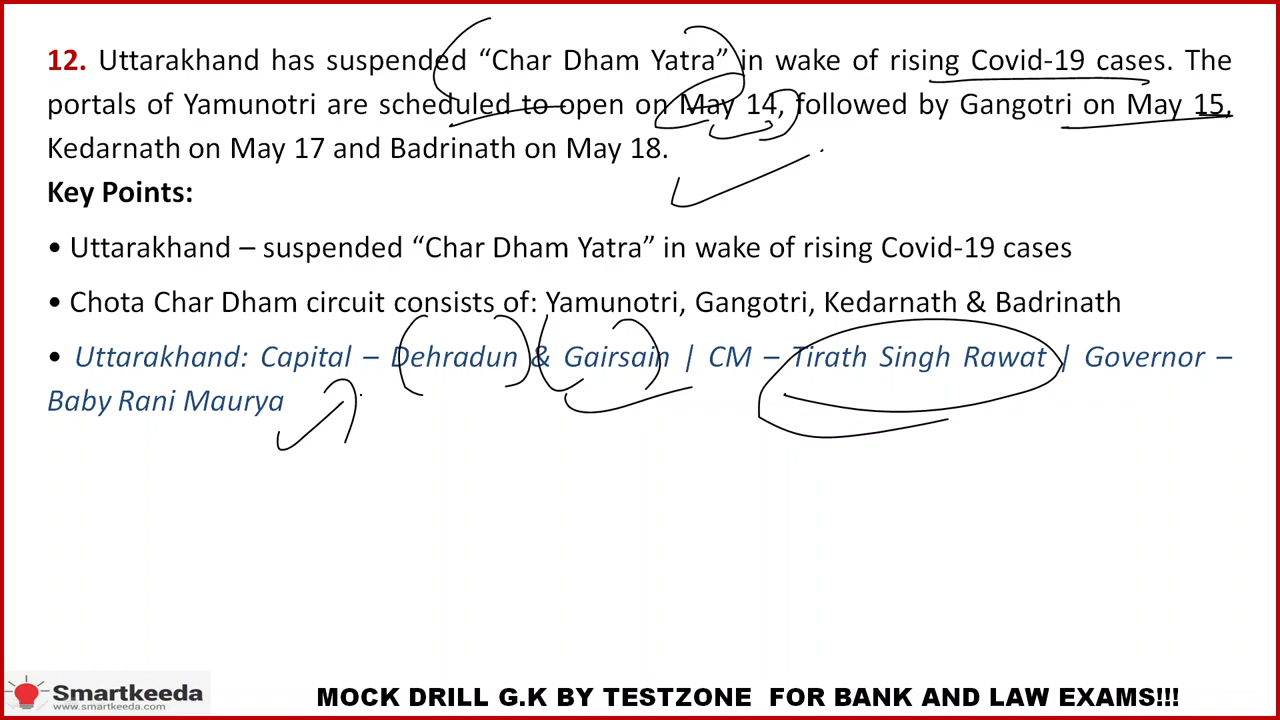 12. Uttarakhand has suspended “Char Dham Yatra” in wake of rising Covid-19 cases. The
portals of Yamunotri are scheduled to open on May 14, followed by Gangotri on May 15,
Kedarnath on May 17 and Badrinath on May 18.
Key Points:
• Uttarakhand – suspended “Char Dham Yatra” in wake of rising Covid-19 cases
• Chota Char Dham circuit consists of: Yamunotri, Gangotri, Kedarnath & Badrinath
• Uttarakhand: Capital – Dehradun & Gairsain | CM – Tirath Singh Rawat | Governor –
Baby Rani Maurya
Smartkeeda
www.smartkeeda.com
MOCK DRILL G.K BY TESTZONE FOR BANK AND LAW EXAMS!!!